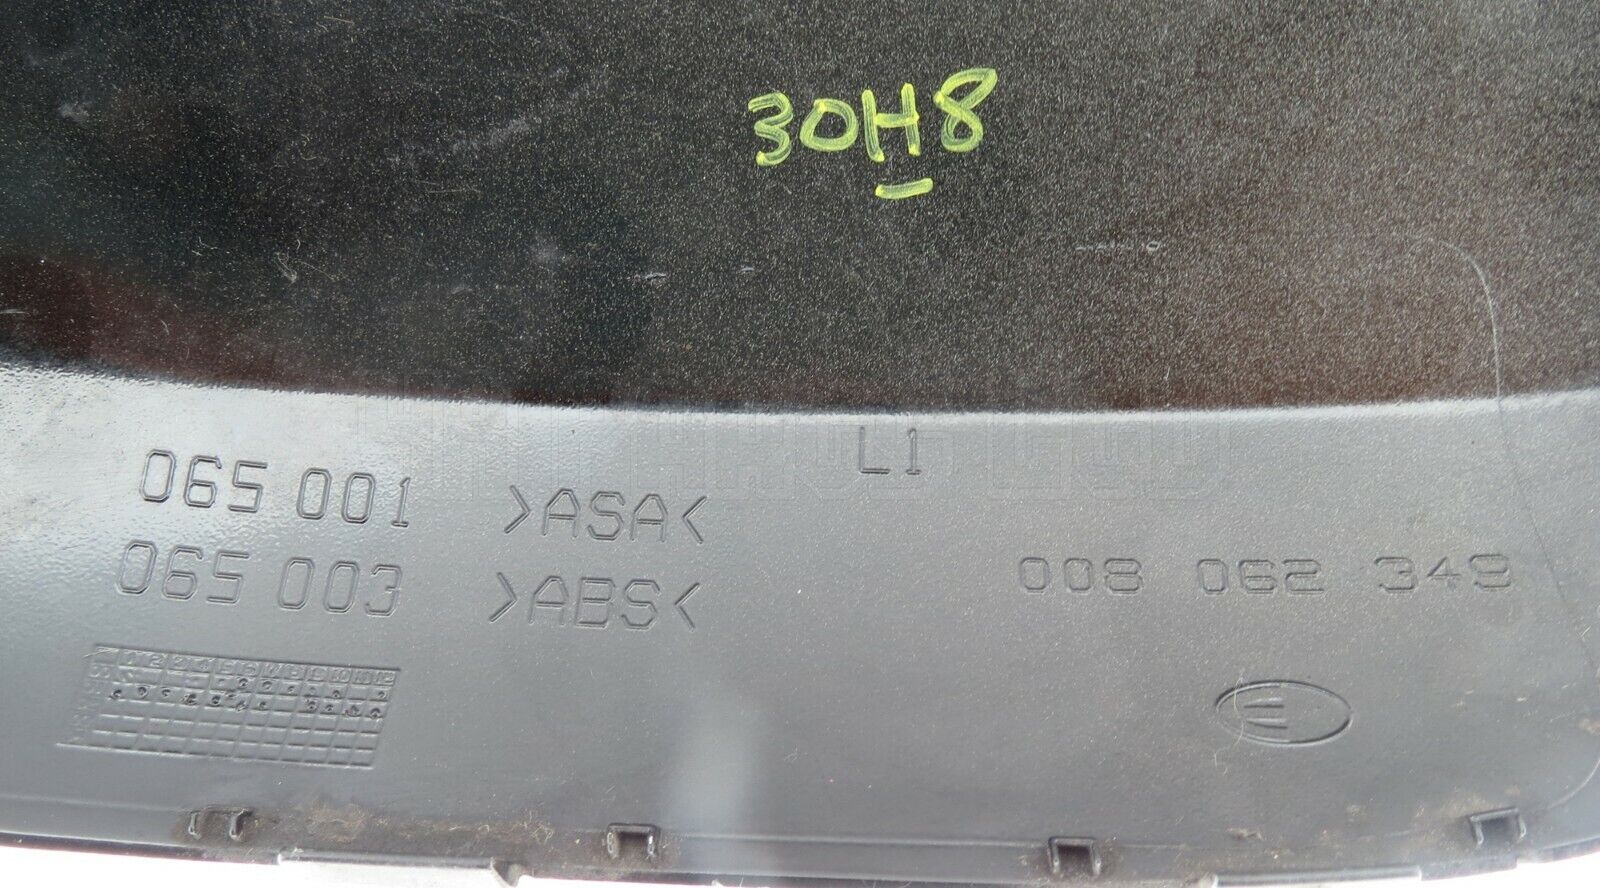 30H8
L1
065 001 >ASA<
065 003 >ABS<
008 062 349
E